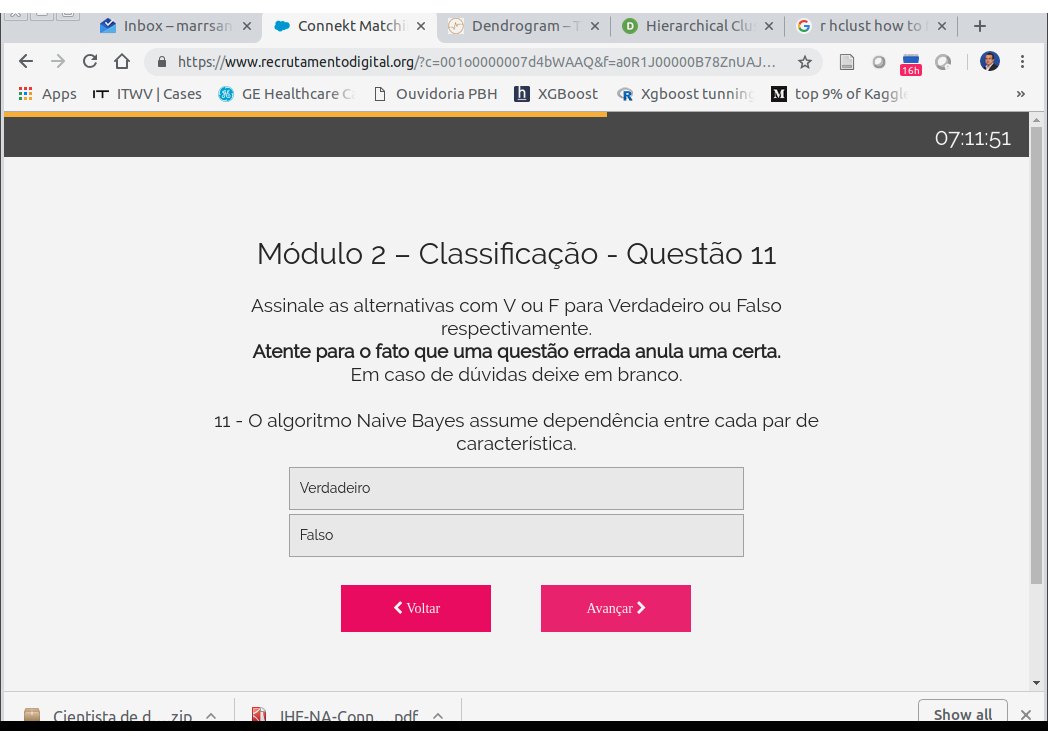 Inbox – marrsan
Connekt Matchi
Dendrogram – T
Hierarchical Clu
r hclust how to
https://www.recrutamentodigital.org/?c=001o0000007d4bWAAQ&f=a0R1J00000B78ZnUAJ...
16h
Apps
ITWV | Cases
GE Healthcare Ca
Ouvidoria PBH
h
XGBoost
Xgboost tunning
M
top 9% of Kaggle
»
07:11:51
Módulo 2 – Classificação - Questão 11
Assinale as alternativas com V ou F para Verdadeiro ou Falso
respectivamente.
Atente para o fato que uma questão errada anula uma certa.
Em caso de dúvidas deixe em branco.
11 - O algoritmo Naive Bayes assume dependência entre cada par de
característica.
Verdadeiro
Falso
Voltar
Avançar
Cientista de d....zip
IHF-NA-Conn....pdf
Show all